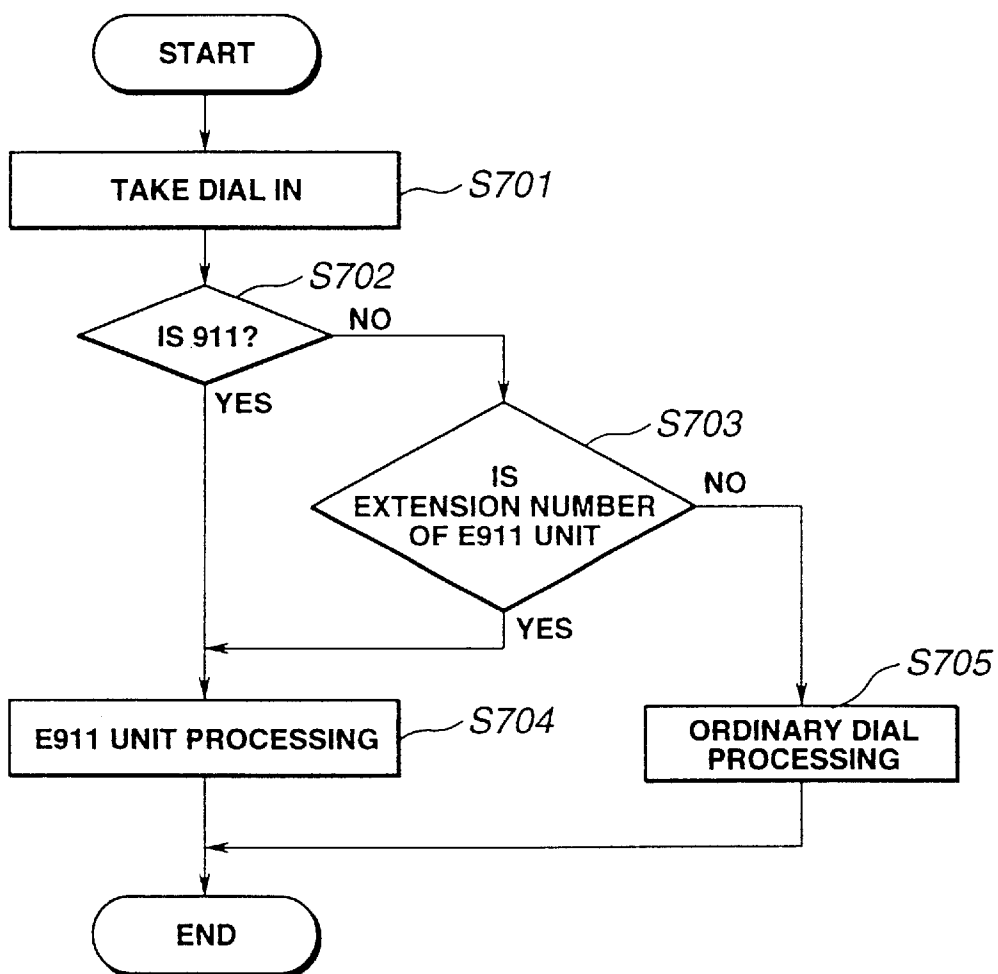 START
TAKE DIAL IN
S701
S702
IS 911?
NO
YES
S703
IS
EXTENSION NUMBER
OF E911 UNIT
NO
YES
E911 UNIT PROCESSING
S704
S705
ORDINARY DIAL
PROCESSING
END